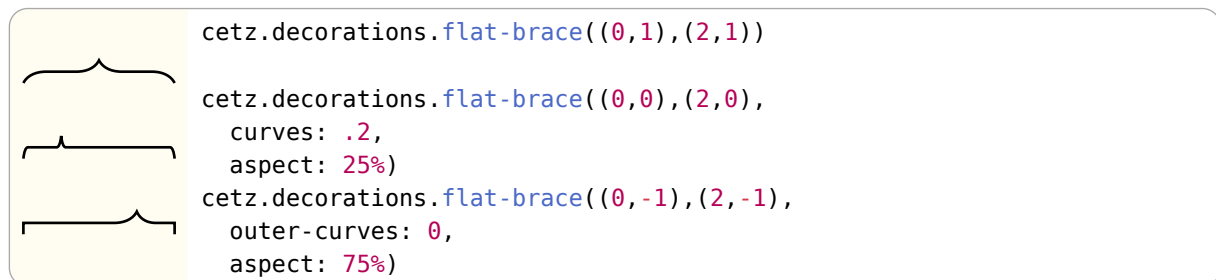 cetz.decorations.flat-brace((0,1),(2,1))
cetz.decorations.flat-brace((0,0),(2,0),
curves: .2,
aspect: 25%)
cetz.decorations.flat-brace((0,-1),(2,-1),
outer-curves: 0,
aspect: 75%)